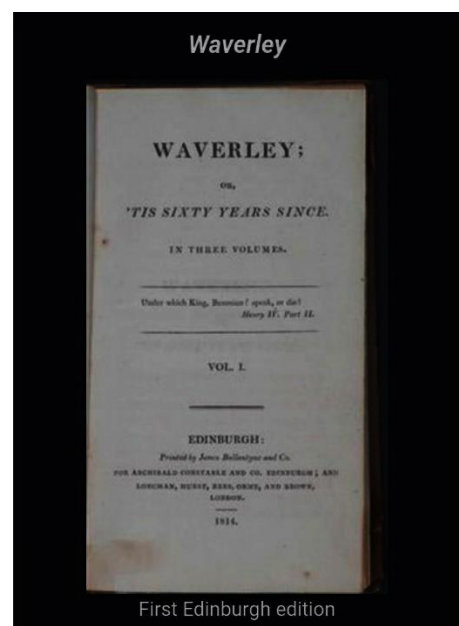 Waverley
WAVERLEY;
OR,
'TIS SIXTY YEARS SINCE.
IN THREE VOLUMES.
Under which King, Bezonian? speak, or die!
Henry IV. Part II.
VOL. I.
EDINBURGH:
Printed by James Ballantyne and Co.
FOR ARCHIBALD CONSTABLE AND CO. EDINBURGH; AND
LONGMAN, HURST, REES, ORME, AND BROWN,
LONDON.
1814.
First Edinburgh edition